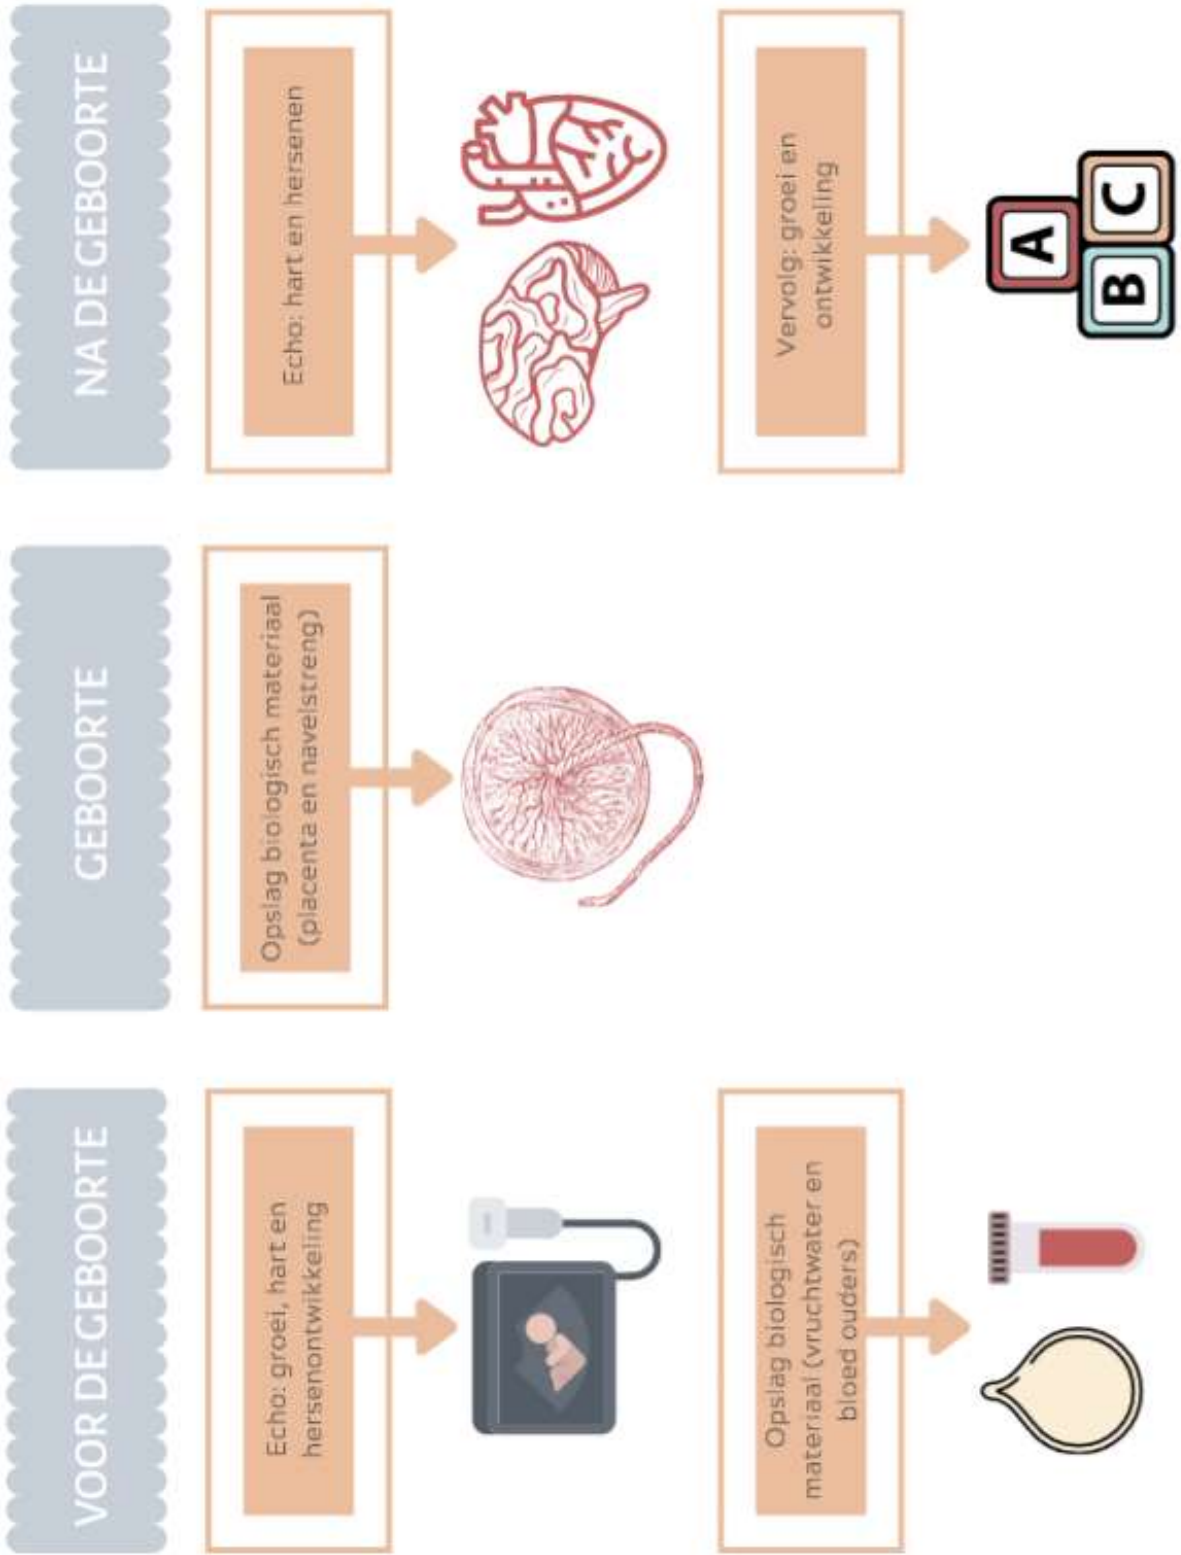 VOOR DE GEBOORTE
Echo: groei, hart en
hersenontwikkeling
Opslag biologisch
materiaal (vruchtwater en
bloed ouders)
GEBOORTE
Opslag biologisch materiaal
(placenta en navelstreng)
NA DE GEBOORTE
Echo: hart en hersenen
Vervolg: groei en
ontwikkeling
A
B
C